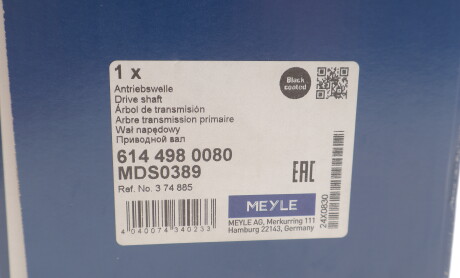 1 x
Black
coated
Antriebswelle
Drive shaft
Árbol de transmisión
Arbre transmission primaire
Wał napędowy
Приводной вал
614 498 0080
MDS0389
Ref. No. 3 74 885
EAC
MEYLE
MEYLE AG, Merkurring 111
Hamburg 22143, Germany
24X0830
4 040074 340233